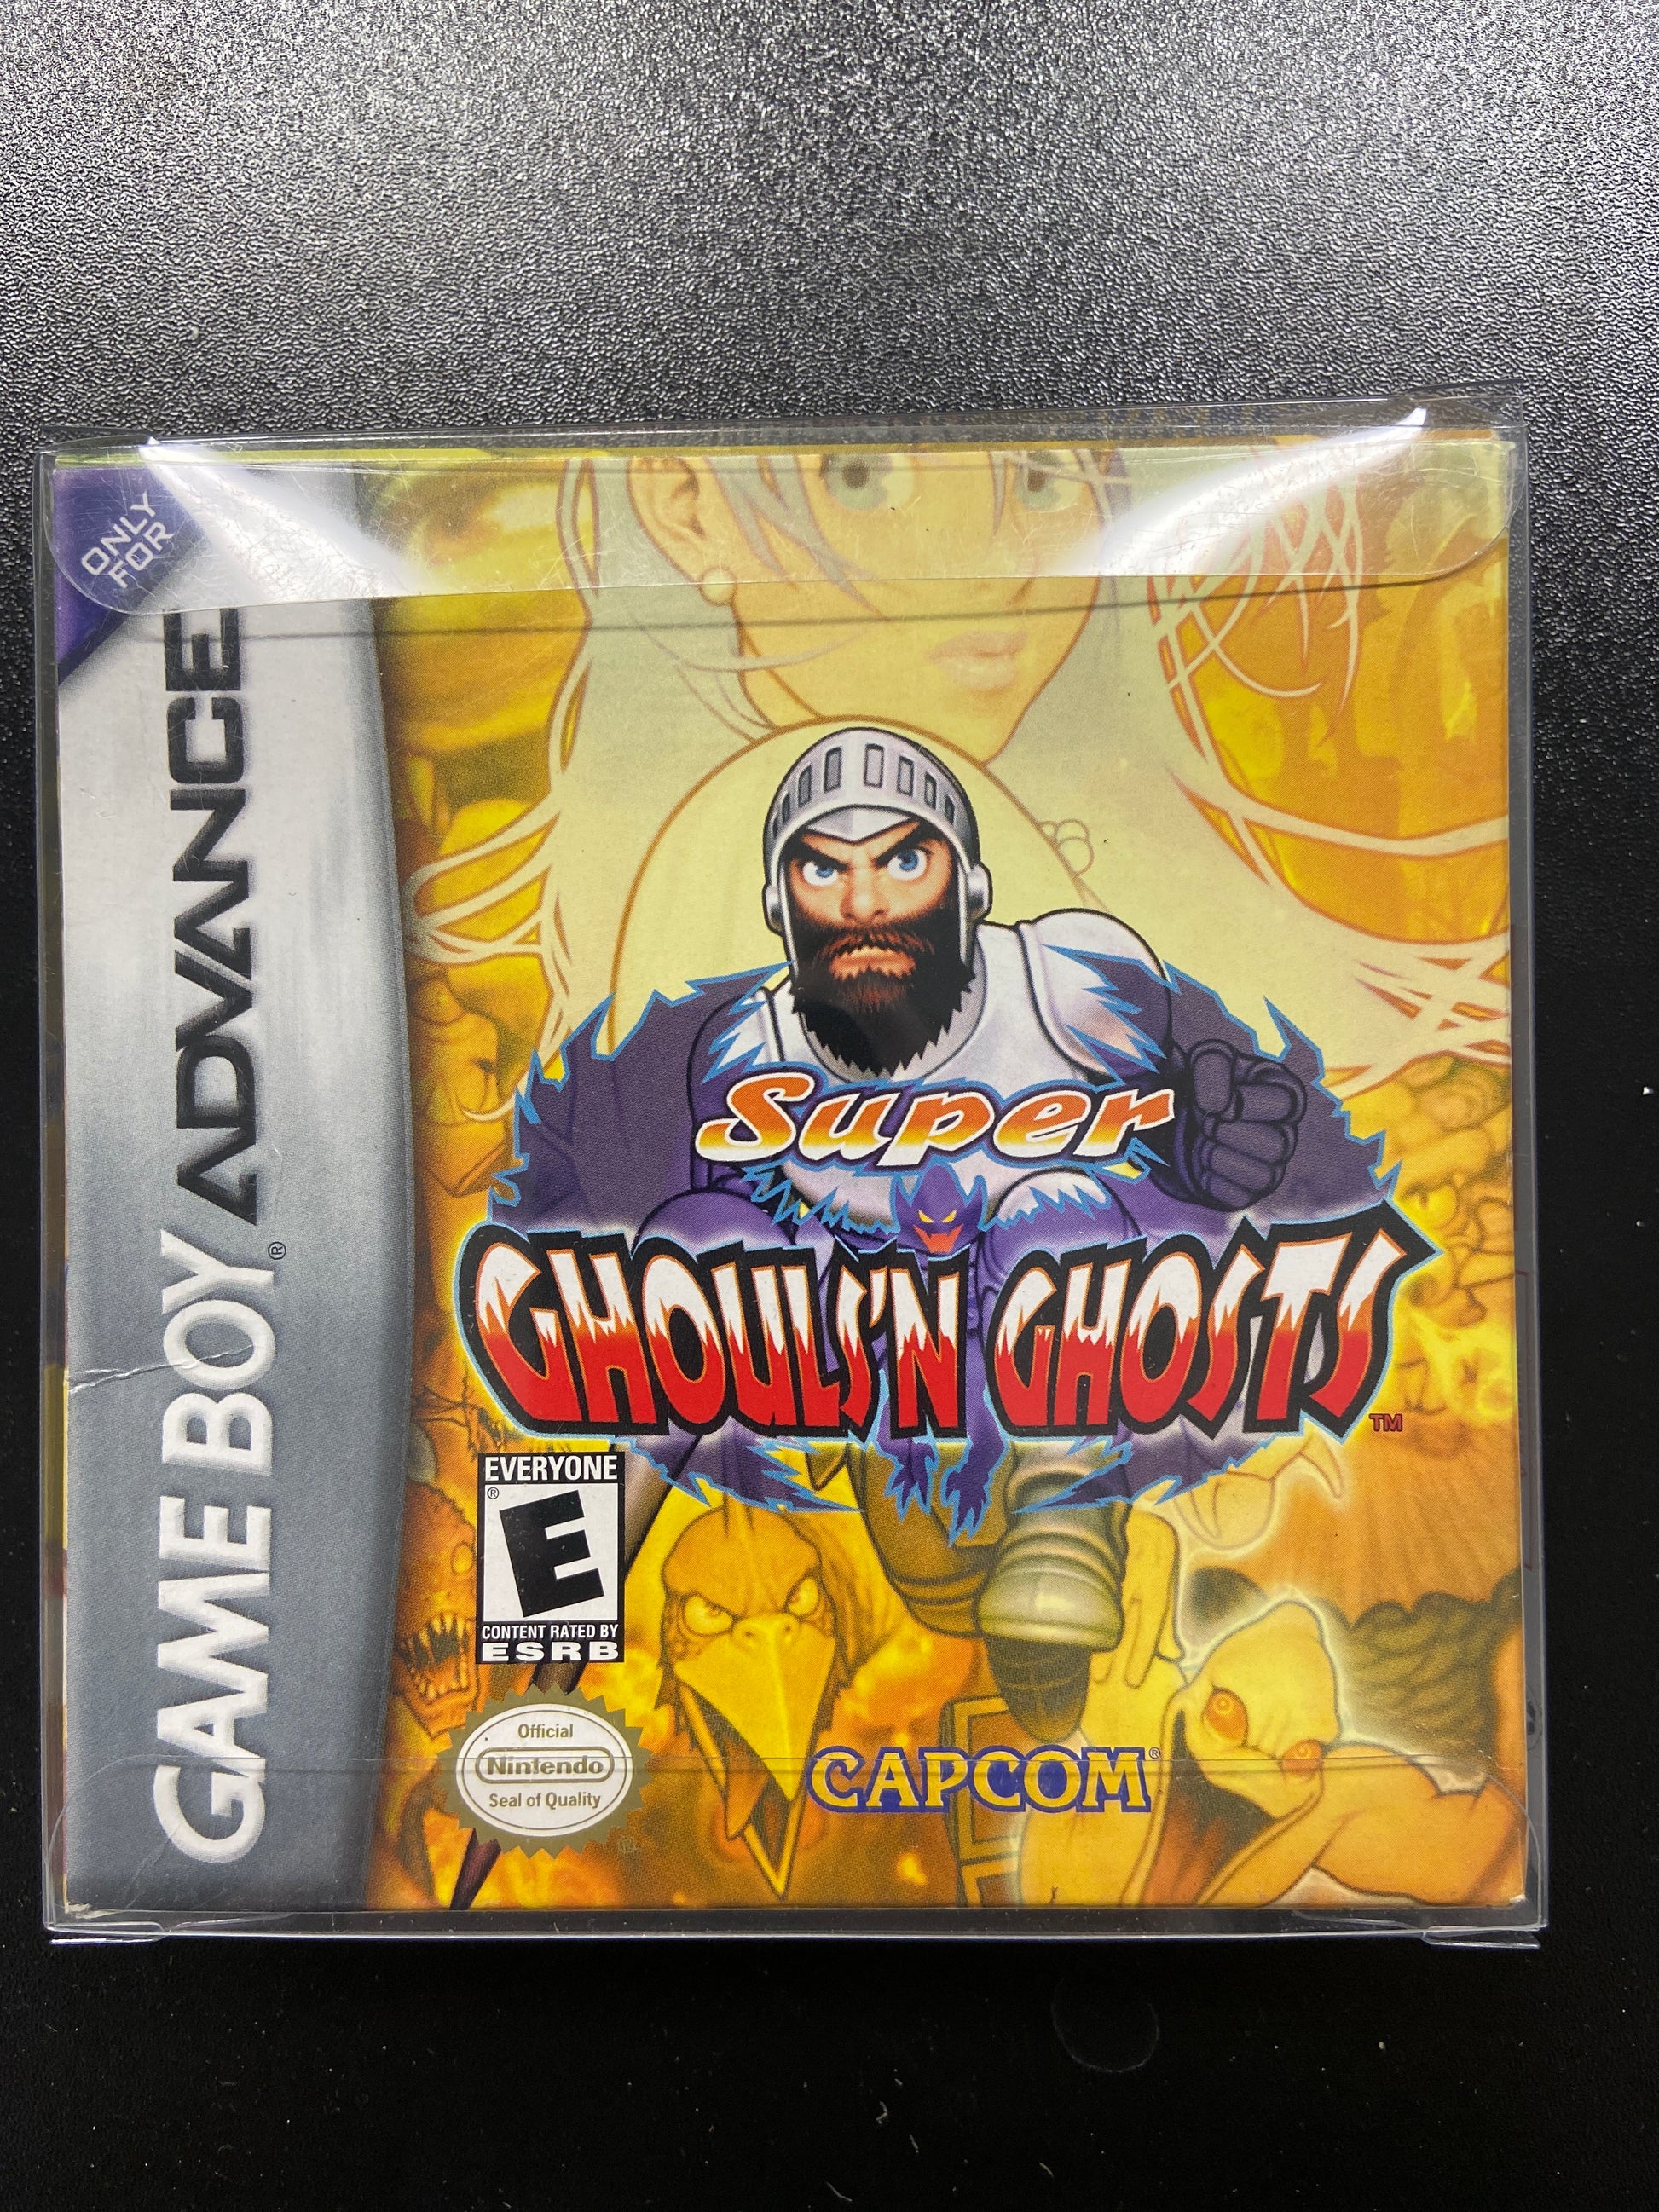 ONLY
FOR
GAME BOY ADVANCE
®
Super
GHOULS'N GHOSTS
TM
EVERYONE
®
E
CONTENT RATED BY
ESRB
Official
Nintendo
Seal of Quality
®
CAPCOM®